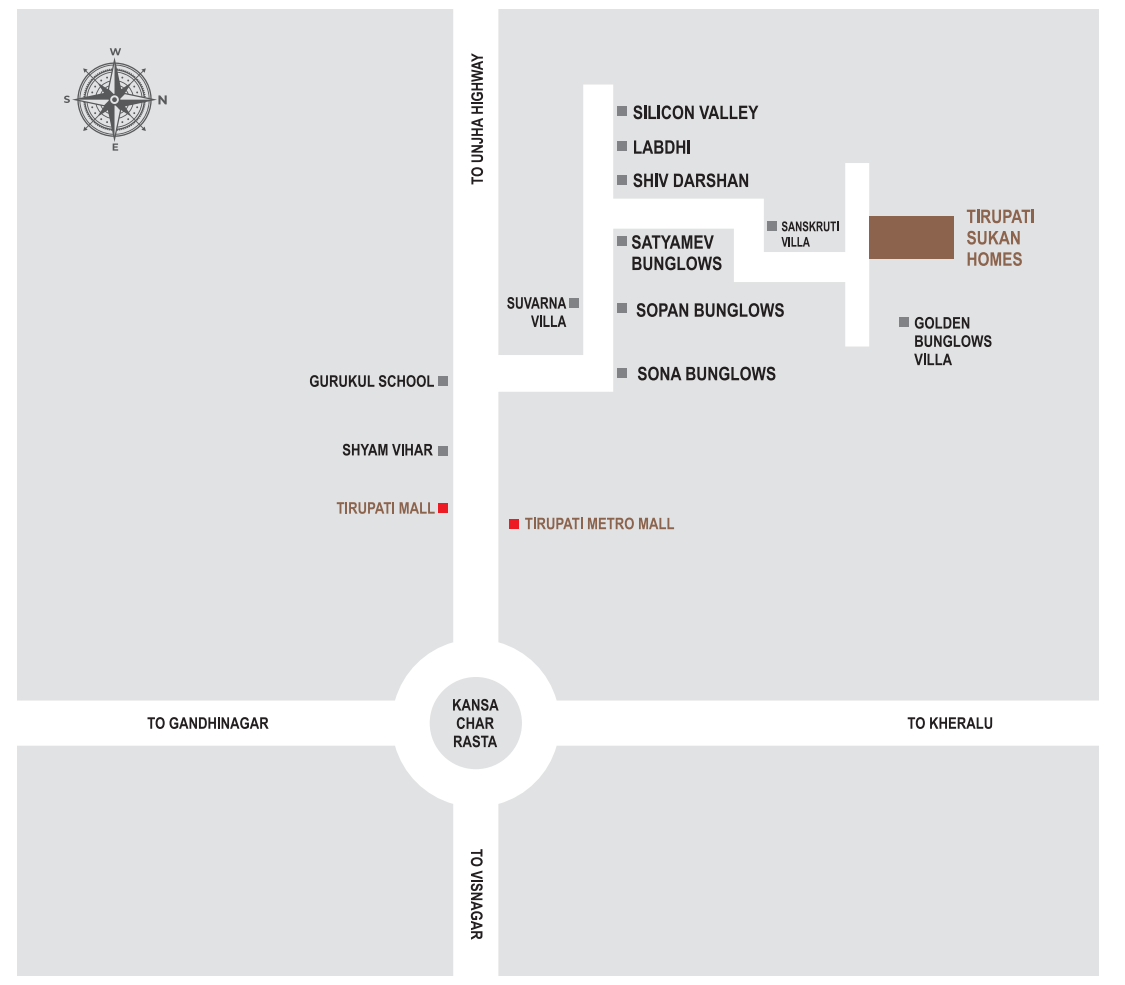 W
S
N
E
TO UNJHA HIGHWAY
SILICON VALLEY
LABDHI
SHIV DARSHAN
SANSKRUTI
VILLA
TIRUPATI
SUKAN
HOMES
SATYAMEV
BUNGLOWS
SUVARNA
VILLA
SOPAN BUNGLOWS
GOLDEN
BUNGLOWS
VILLA
GURUKUL SCHOOL
SONA BUNGLOWS
SHYAM VIHAR
TIRUPATI MALL
TIRUPATI METRO MALL
TO GANDHINAGAR
KANSA
CHAR
RASTA
TO KHERALU
TO VISNAGAR